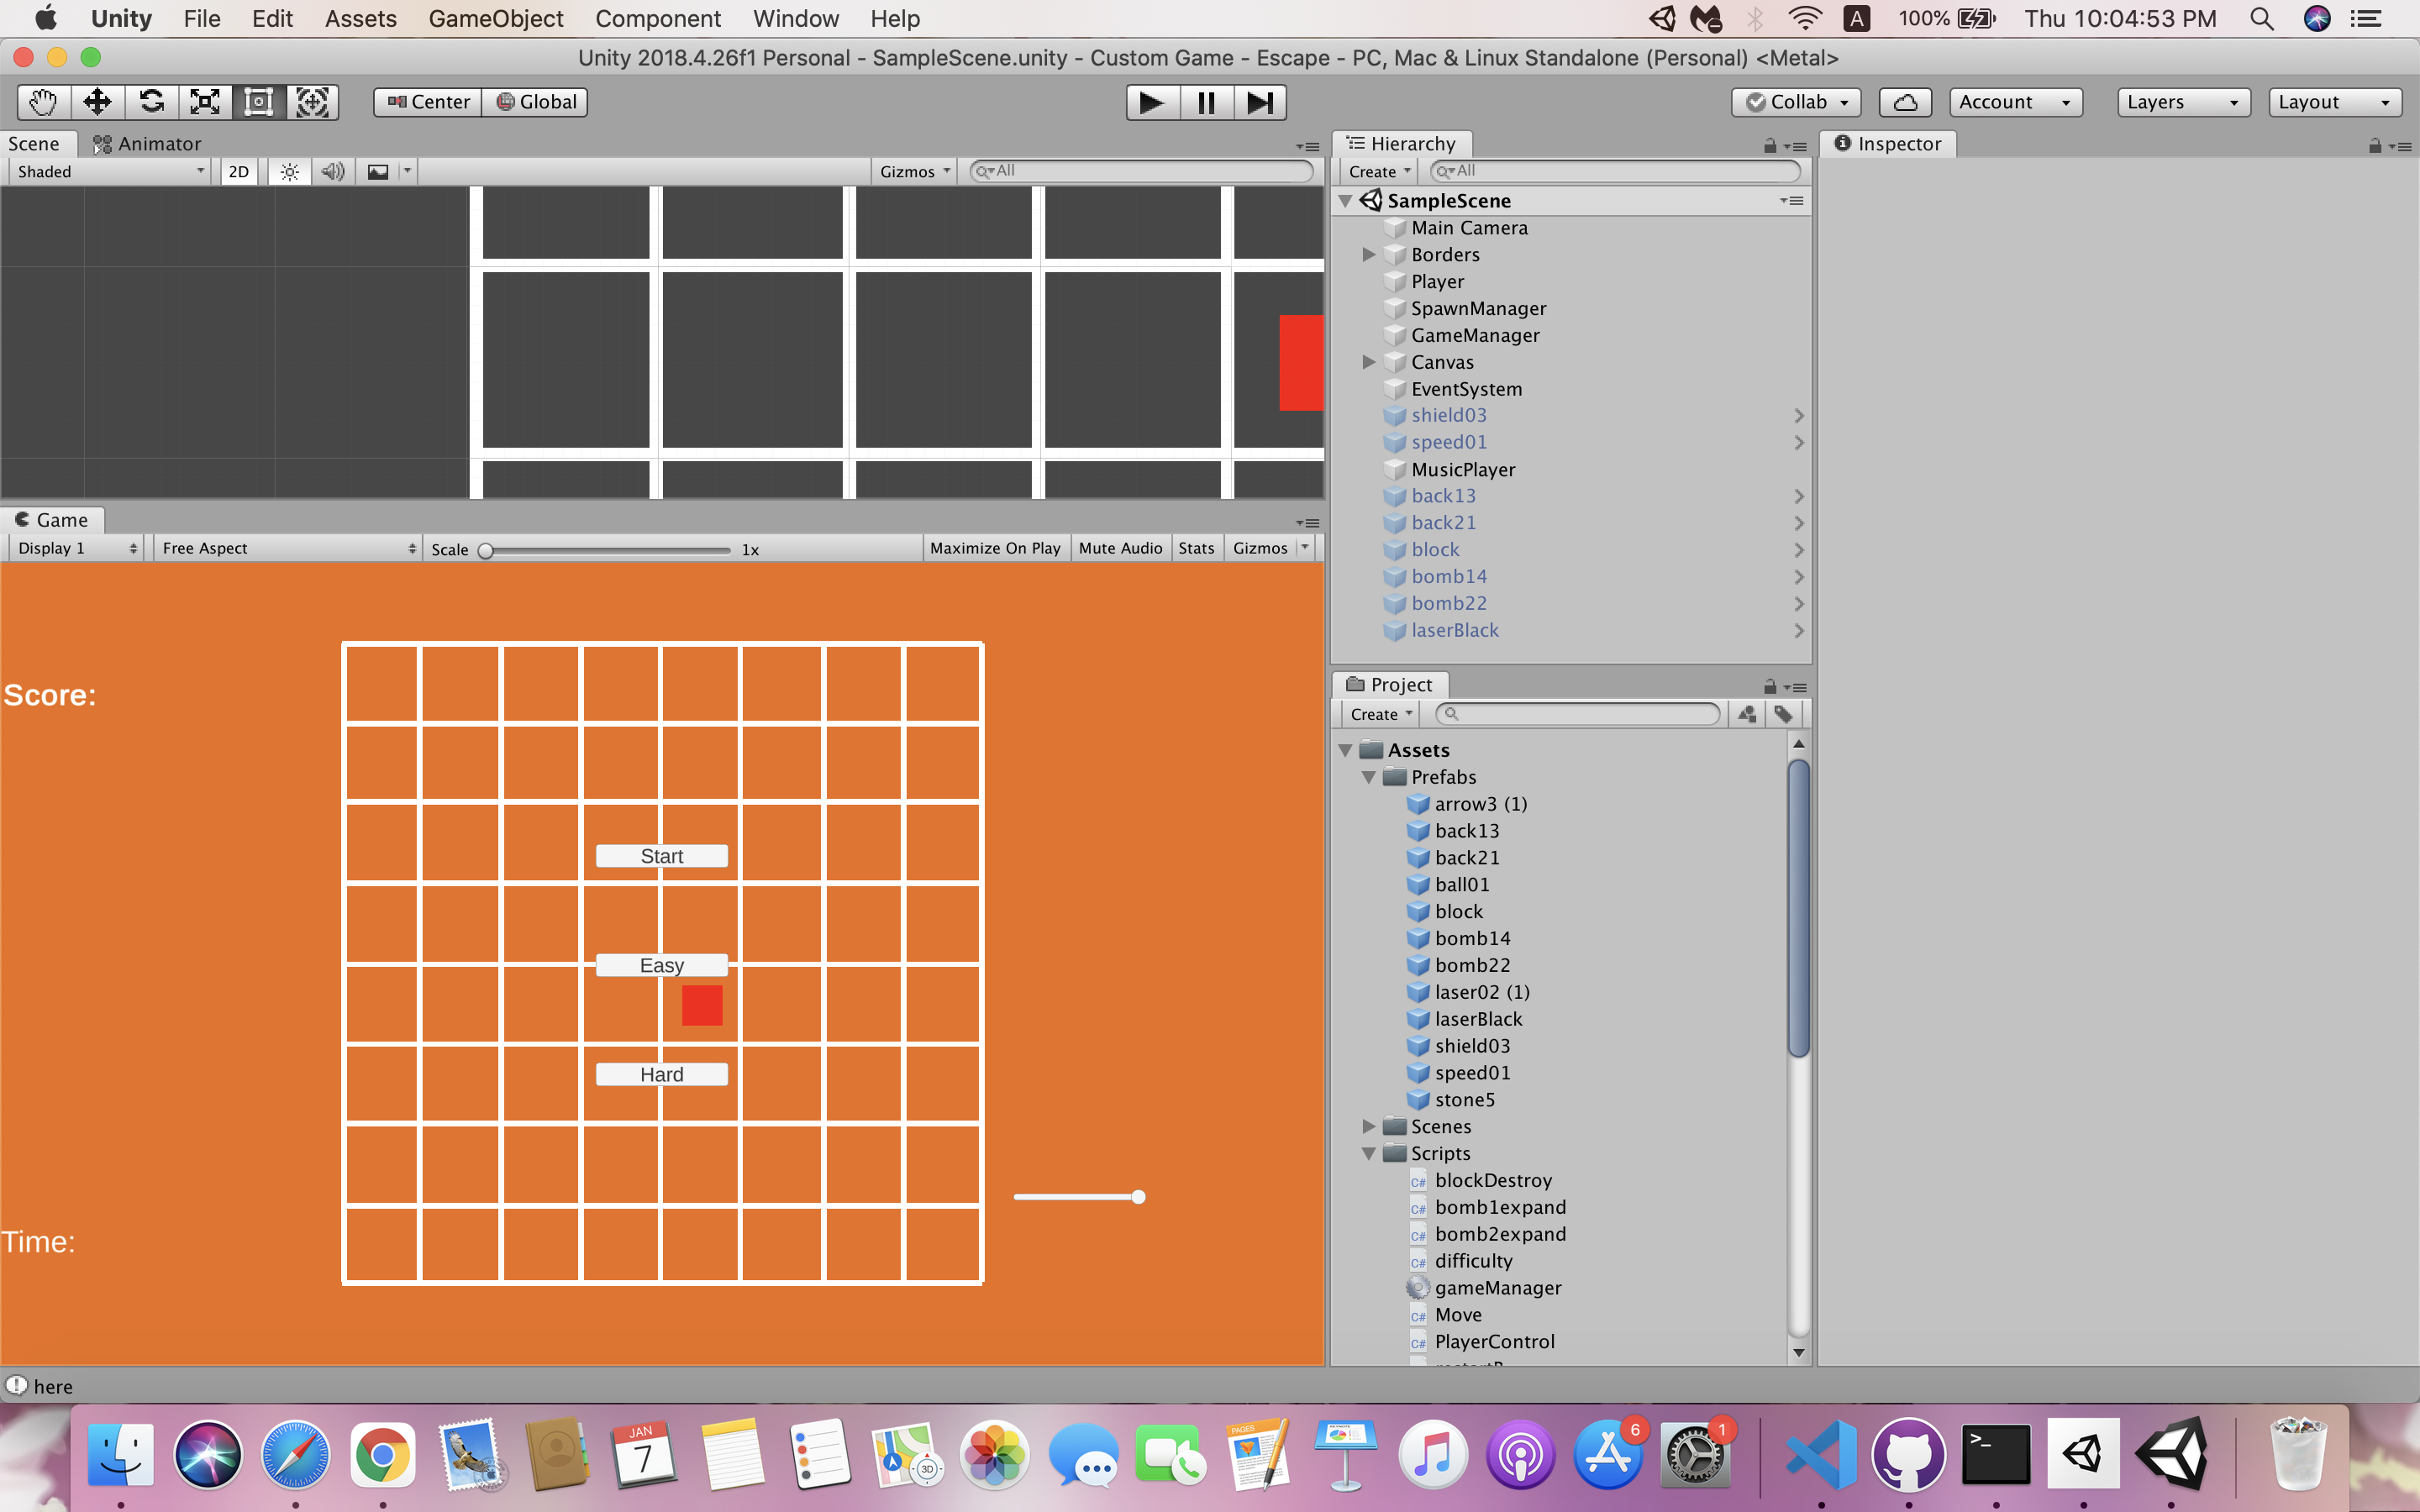 Unity File Edit Assets GameObject Component Window Help A 100% Thu 10:04:53 PM
Unity 2018.4.26f1 Personal - SampleScene.unity - Custom Game - Escape - PC, Mac & Linux Standalone (Personal) <Metal>
Center Global Collab Account Layers Layout
Scene Animator
Shaded 2D Gizmos All
Game
Display 1 Free Aspect Scale 1x Maximize On Play Mute Audio Stats Gizmos
Score:
Start
Easy
Hard
Time:
Hierarchy
Create All
SampleScene
Main Camera
Borders
Player
SpawnManager
GameManager
Canvas
EventSystem
shield03
speed01
MusicPlayer
back13
back21
block
bomb14
bomb22
laserBlack
Project
Create
Assets
Prefabs
arrow3 (1)
back13
back21
ball01
block
bomb14
bomb22
laser02 (1)
laserBlack
shield03
speed01
stone5
Scenes
Scripts
C# blockDestroy
C# bomb1expand
C# bomb2expand
C# difficulty
gameManager
C# Move
C# PlayerControl
Inspector
here
JAN
7
3D
PAGES
6
1
>_